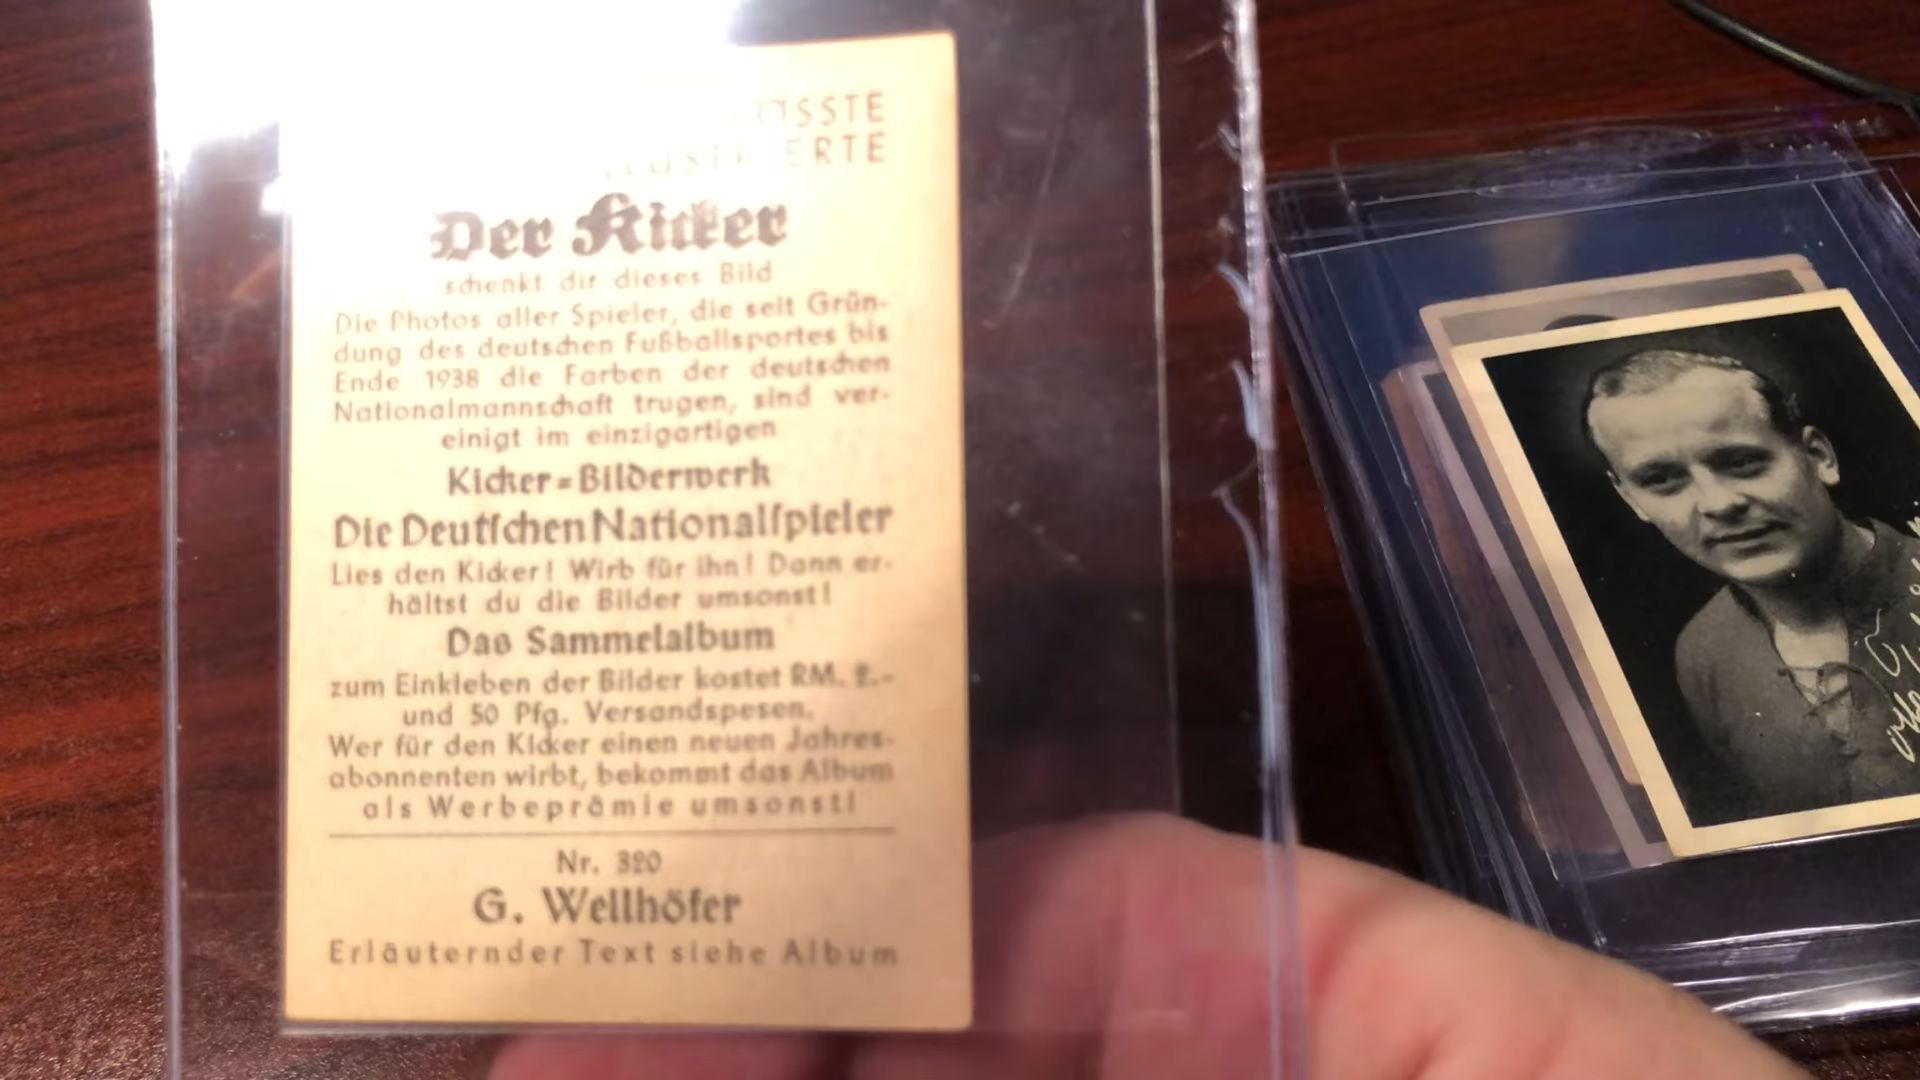 ÖSSTE
ERTE
Der Kicker
schenkt dir dieses Bild
Die Photos aller Spieler, die seit Grün-
dung des deutschen Fußballsportes bis
Ende 1938 die Farben der deutschen
Nationalmannschaft trugen, sind ver-
einigt im einzigartigen
Kicker=Bilderwerk
Die Deutschen Nationalspieler
Lies den Kicker! Wirb für ihn! Dann er-
hältst du die Bilder umsonst!
Das Sammelalbum
zum Einkleben der Bilder kostet RM. 2.-
und 50 Pfg. Versandspesen.
Wer für den Kicker einen neuen Jahres-
abonnenten wirbt, bekommt das Album
als Werbeprämie umsonst!
Nr. 320
G. Wellhöfer
Erläuternder Text siehe Album